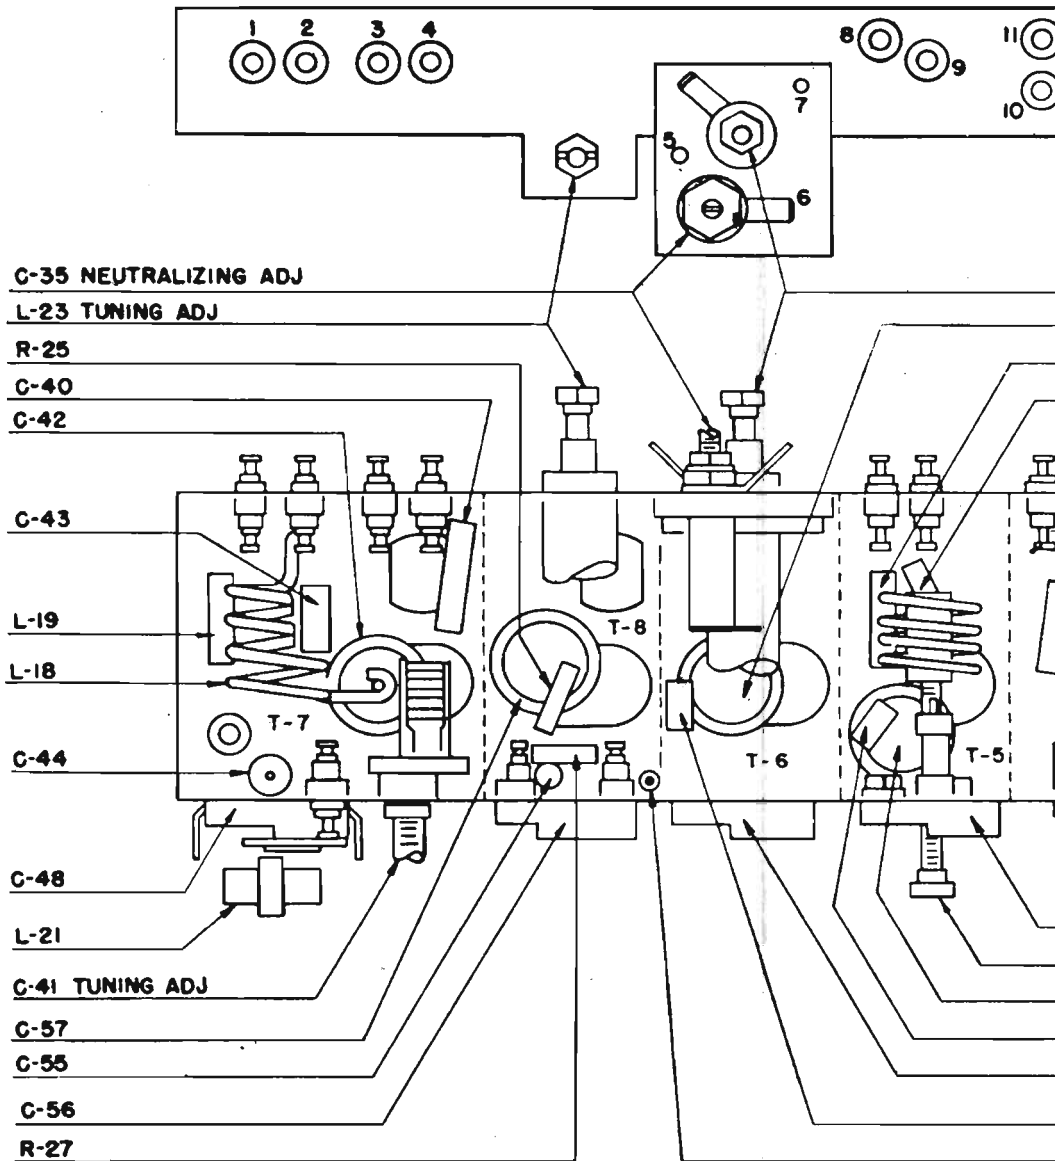 1 2 3 4 8 9 11
10
7
5
6
C-35 NEUTRALIZING ADJ
L-23 TUNING ADJ
R-25
C-40
C-42
C-43
L-19
T-8
L-18
T-7
T-6
T-5
C-44
C-48
L-21
C-41 TUNING ADJ
C-57
C-55
C-56
R-27